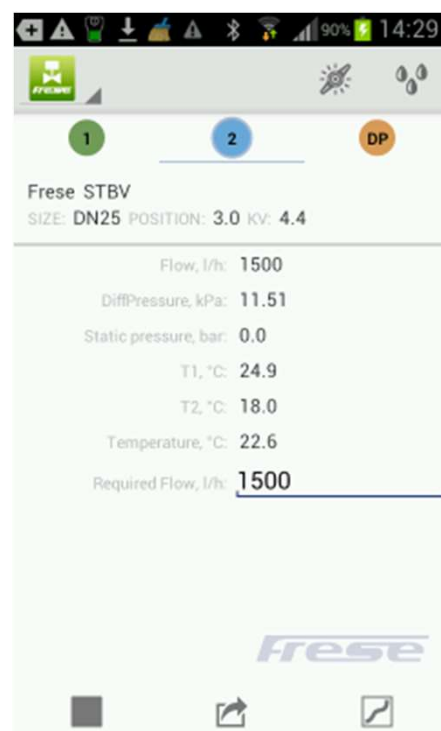 90% 14:29
FRESE
1 2 DP
Frese STBV
SIZE: DN25 POSITION: 3.0 KV: 4.4
Flow, l/h: 1500
DiffPressure, kPa: 11.51
Static pressure, bar: 0.0
T1, °C: 24.9
T2, °C: 18.0
Temperature, °C: 22.6
Required Flow, l/h: 1500
Frese